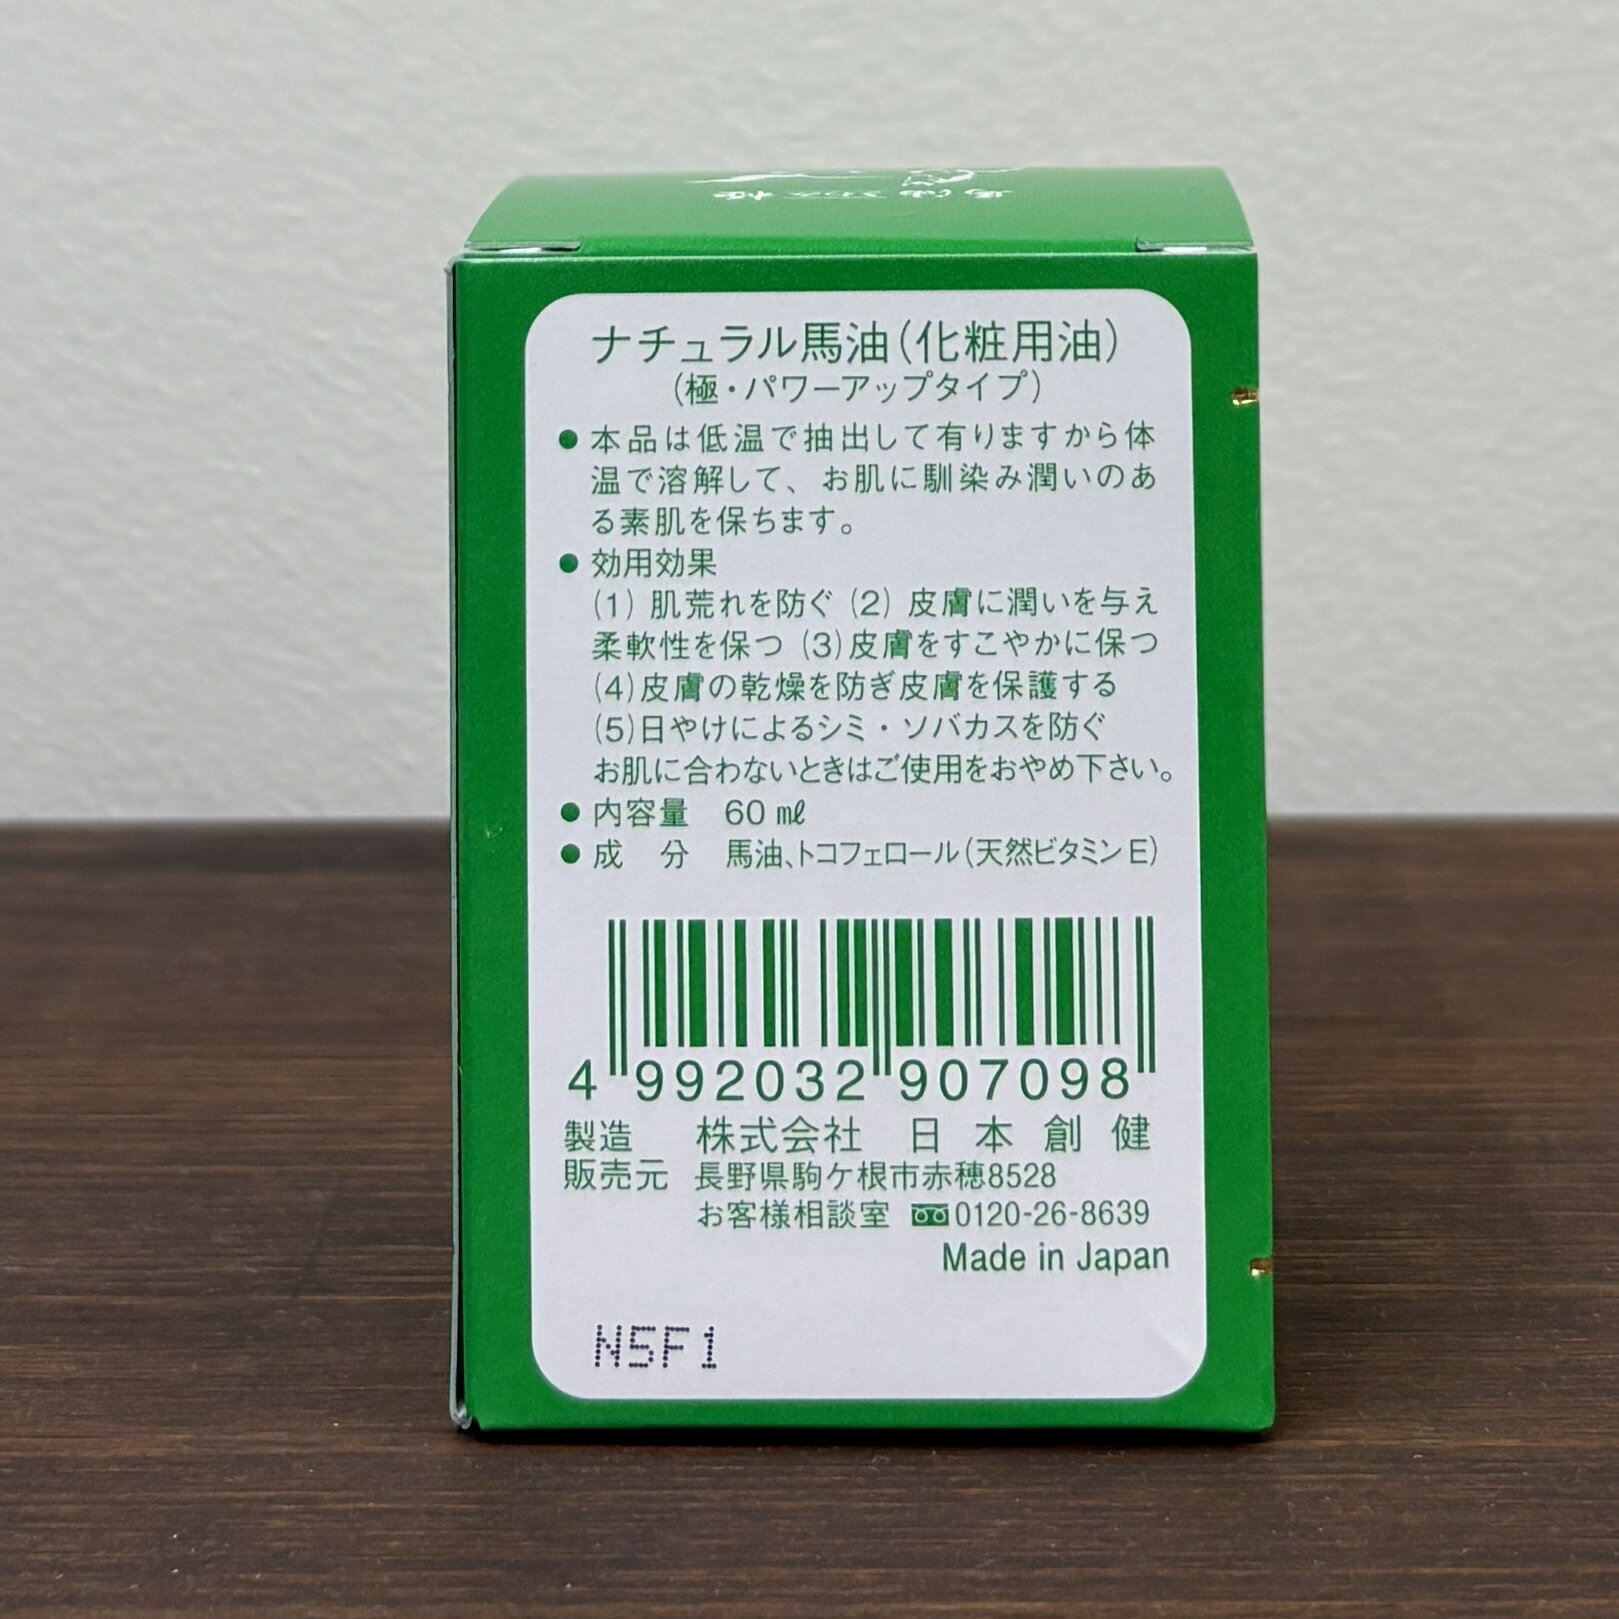 ナチュラル馬油(化粧用油)
(極・パワーアップタイプ)
● 本品は低温で抽出して有りますから体
温で溶解して、お肌に馴染み潤いのあ
る素肌を保ちます。
● 効用効果
(1) 肌荒れを防ぐ (2) 皮膚に潤いを与え
柔軟性を保つ (3)皮膚をすこやかに保つ
(4)皮膚の乾燥を防ぎ皮膚を保護する
(5)日やけによるシミ・ソバカスを防ぐ
お肌に合わないときはご使用をおやめ下さい。
● 内容量 60㎖
● 成 分 馬油、トコフェロール(天然ビタミンE)
4 992032 907098
製造 株式会社 日本創健
販売元 長野県駒ケ根市赤穂8528
お客様相談室 0120-26-8639
Made in Japan
N5F1